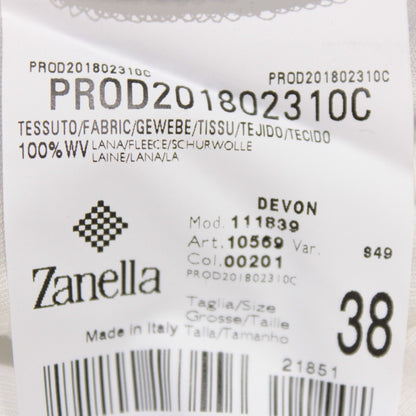 PROD201802310C PROD201802310C
PROD201802310C
TESSUTO/FABRIC/GEWEBE/TISSU/TEJIDO/TECIDO
100%WV LANA/FLEECE/SCHURWOLLE
LAINE/LANA/LA
DEVON
Mod. 111839
Art. 10569 Var. S49
Col. 00201
PROD201802310C
Zanella
Taglia/Size
Grosse/Taille
Made in Italy Talla/Tamanho
38
21851